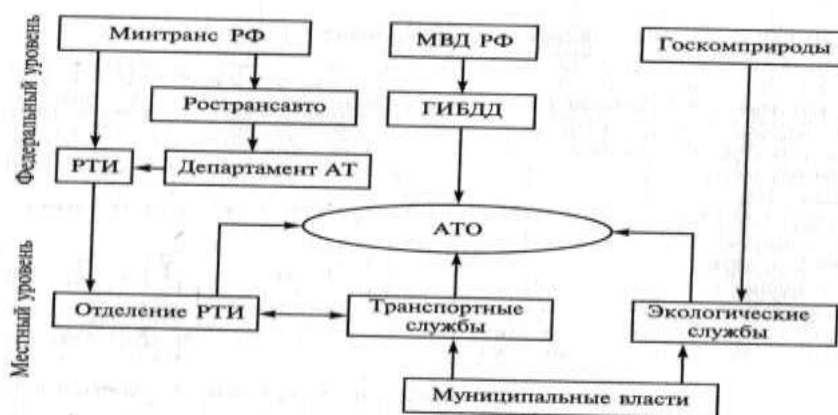 Федеральный уровень
Минтранс РФ
МВД РФ
Госкомприроды
Ространсавто
ГИБДД
РТИ
Департамент АТ
АТО
Местный уровень
Отделение РТИ
Транспортные
службы
Экологические
службы
Муниципальные власти